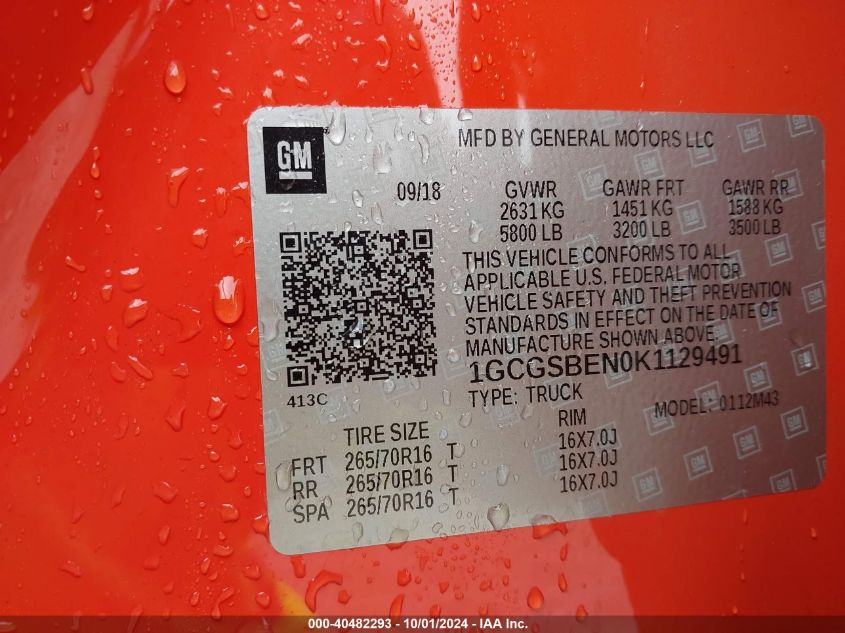 GM
MFD BY GENERAL MOTORS LLC
09/18
GVWR GAWR FRT GAWR RR
2631 KG 1451 KG 1588 KG
5800 LB 3200 LB 3500 LB
THIS VEHICLE CONFORMS TO ALL
APPLICABLE U.S. FEDERAL MOTOR
VEHICLE SAFETY AND THEFT PREVENTION
STANDARDS IN EFFECT ON THE DATE OF
MANUFACTURE SHOWN ABOVE.
1GCGSBEN0K1129491
413C
TYPE: TRUCK MODEL: 0112M43
TIRE SIZE RIM
FRT 265/70R16 T 16X7.0J
RR 265/70R16 T 16X7.0J
SPA 265/70R16 T 16X7.0J
000-40482293 - 10/01/2024 - IAA Inc.